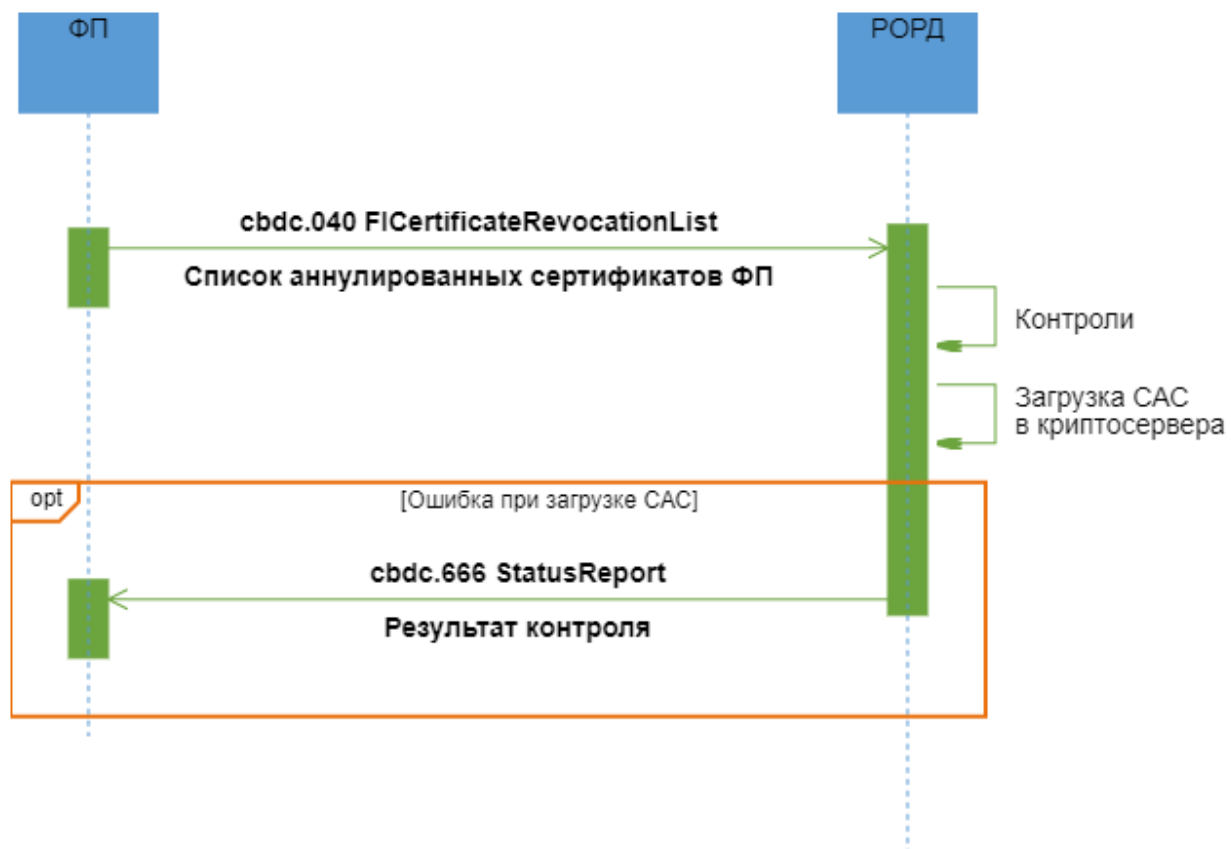 ФП
РОРД
cbdc.040 FICertificateRevocationList
Список аннулированных сертификатов ФП
Контроли
Загрузка САС
в криптосервера
opt
[Ошибка при загрузке САС]
cbdc.666 StatusReport
Результат контроля